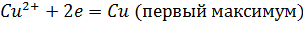 Cu²⁺ + 2e = Cu (первый максимум)